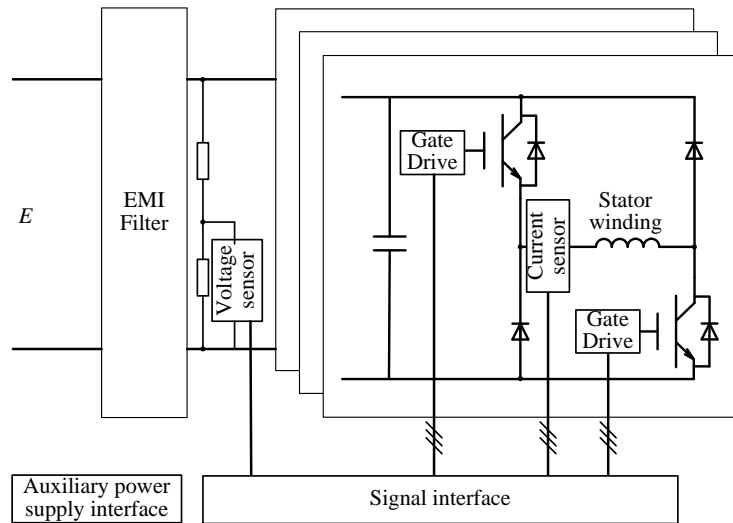 E
EMI
Filter
Voltage
sensor
Gate
Drive
Current
sensor
Stator
winding
Gate
Drive
Auxiliary power
supply interface
Signal interface